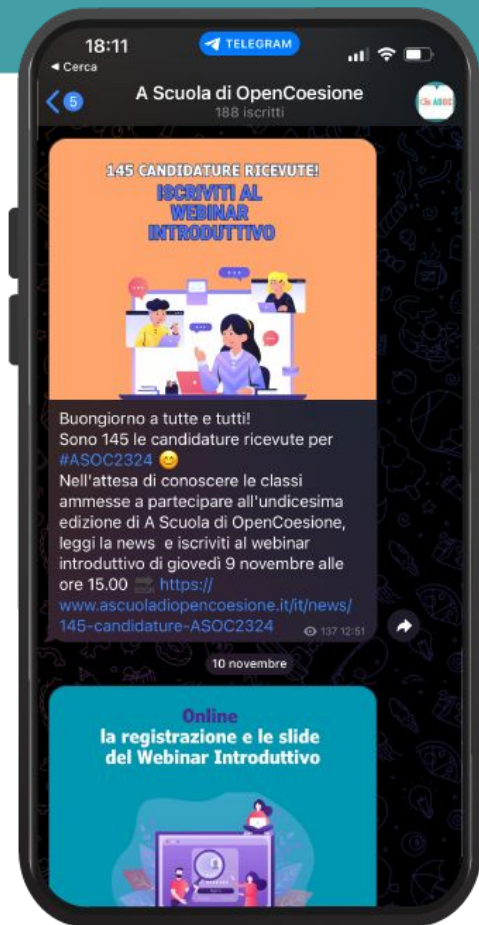 18:11
TELEGRAM
Cerca
5
A Scuola di OpenCoesione
188 iscritti
145 CANDIDATURE RICEVUTE!
ISCRIVITI AL
WEBINAR
INTRODUTTIVO
Buongiorno a tutte e tutti!
Sono 145 le candidature ricevute per
#ASOC2324 😊
Nell'attesa di conoscere le classi
ammesse a partecipare all'undicesima
edizione di A Scuola di OpenCoesione,
leggi la news e iscriviti al webinar
introduttivo di giovedì 9 novembre alle
ore 15.00 https://
www.ascuoladiopencoesione.it/it/news/
145-candidature-ASOC2324
137 12:51
10 novembre
Online
la registrazione e le slide
del Webinar Introduttivo